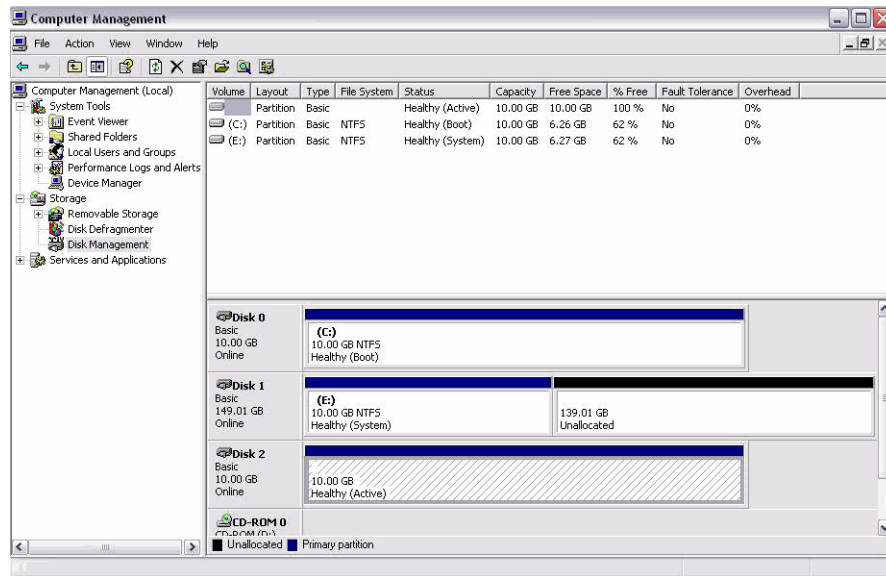 Computer Management
File Action View Window Help
Computer Management (Local)
System Tools
Event Viewer
Shared Folders
Local Users and Groups
Performance Logs and Alerts
Device Manager
Storage
Removable Storage
Disk Defragmenter
Disk Management
Services and Applications
Volume Layout Type File System Status Capacity Free Space % Free Fault Tolerance Overhead
Partition Basic Healthy (Active) 10.00 GB 10.00 GB 100 % No 0%
(C:) Partition Basic NTFS Healthy (Boot) 10.00 GB 6.26 GB 62 % No 0%
(E:) Partition Basic NTFS Healthy (System) 10.00 GB 6.27 GB 62 % No 0%
Disk 0
Basic
10.00 GB
Online
(C:)
10.00 GB NTFS
Healthy (Boot)
Disk 1
Basic
149.01 GB
Online
(E:)
10.00 GB NTFS
Healthy (System)
139.01 GB
Unallocated
Disk 2
Basic
10.00 GB
Online
10.00 GB
Healthy (Active)
CD-ROM 0
CD-ROM (D:)
Unallocated Primary partition